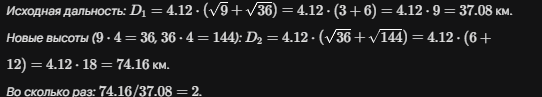 Исходная дальность: D₁ = 4.12 · (√9 + √36) = 4.12 · (3 + 6) = 4.12 · 9 = 37.08 км.
Новые высоты (9 · 4 = 36, 36 · 4 = 144): D₂ = 4.12 · (√36 + √144) = 4.12 · (6 +
12) = 4.12 · 18 = 74.16 км.
Во сколько раз: 74.16/37.08 = 2.